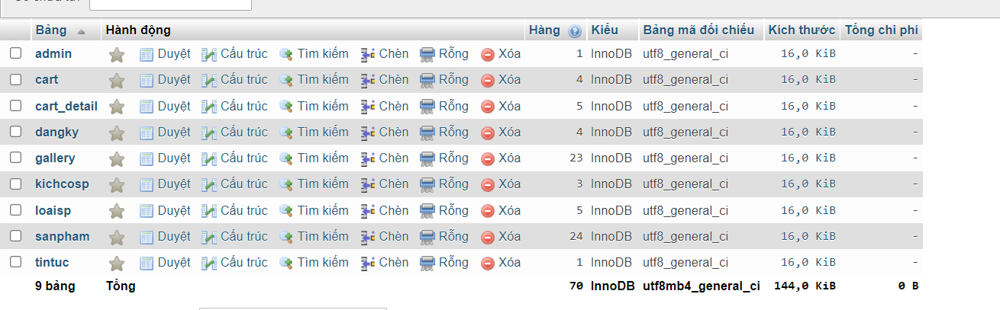 Bảng Hành động Hàng Kiểu Bảng mã đối chiếu Kích thước Tổng chi phí
admin Duyệt Cấu trúc Tìm kiếm Chèn Rỗng Xóa 1 InnoDB utf8_general_ci 16,0 KiB -
cart Duyệt Cấu trúc Tìm kiếm Chèn Rỗng Xóa 4 InnoDB utf8_general_ci 16,0 KiB -
cart_detail Duyệt Cấu trúc Tìm kiếm Chèn Rỗng Xóa 5 InnoDB utf8_general_ci 16,0 KiB -
dangky Duyệt Cấu trúc Tìm kiếm Chèn Rỗng Xóa 4 InnoDB utf8_general_ci 16,0 KiB -
gallery Duyệt Cấu trúc Tìm kiếm Chèn Rỗng Xóa 23 InnoDB utf8_general_ci 16,0 KiB -
kichcosp Duyệt Cấu trúc Tìm kiếm Chèn Rỗng Xóa 3 InnoDB utf8_general_ci 16,0 KiB -
loaisp Duyệt Cấu trúc Tìm kiếm Chèn Rỗng Xóa 5 InnoDB utf8_general_ci 16,0 KiB -
sanpham Duyệt Cấu trúc Tìm kiếm Chèn Rỗng Xóa 24 InnoDB utf8_general_ci 16,0 KiB -
tintuc Duyệt Cấu trúc Tìm kiếm Chèn Rỗng Xóa 1 InnoDB utf8_general_ci 16,0 KiB -
9 bảng Tổng 70 InnoDB utf8mb4_general_ci 144,0 KiB 0 B